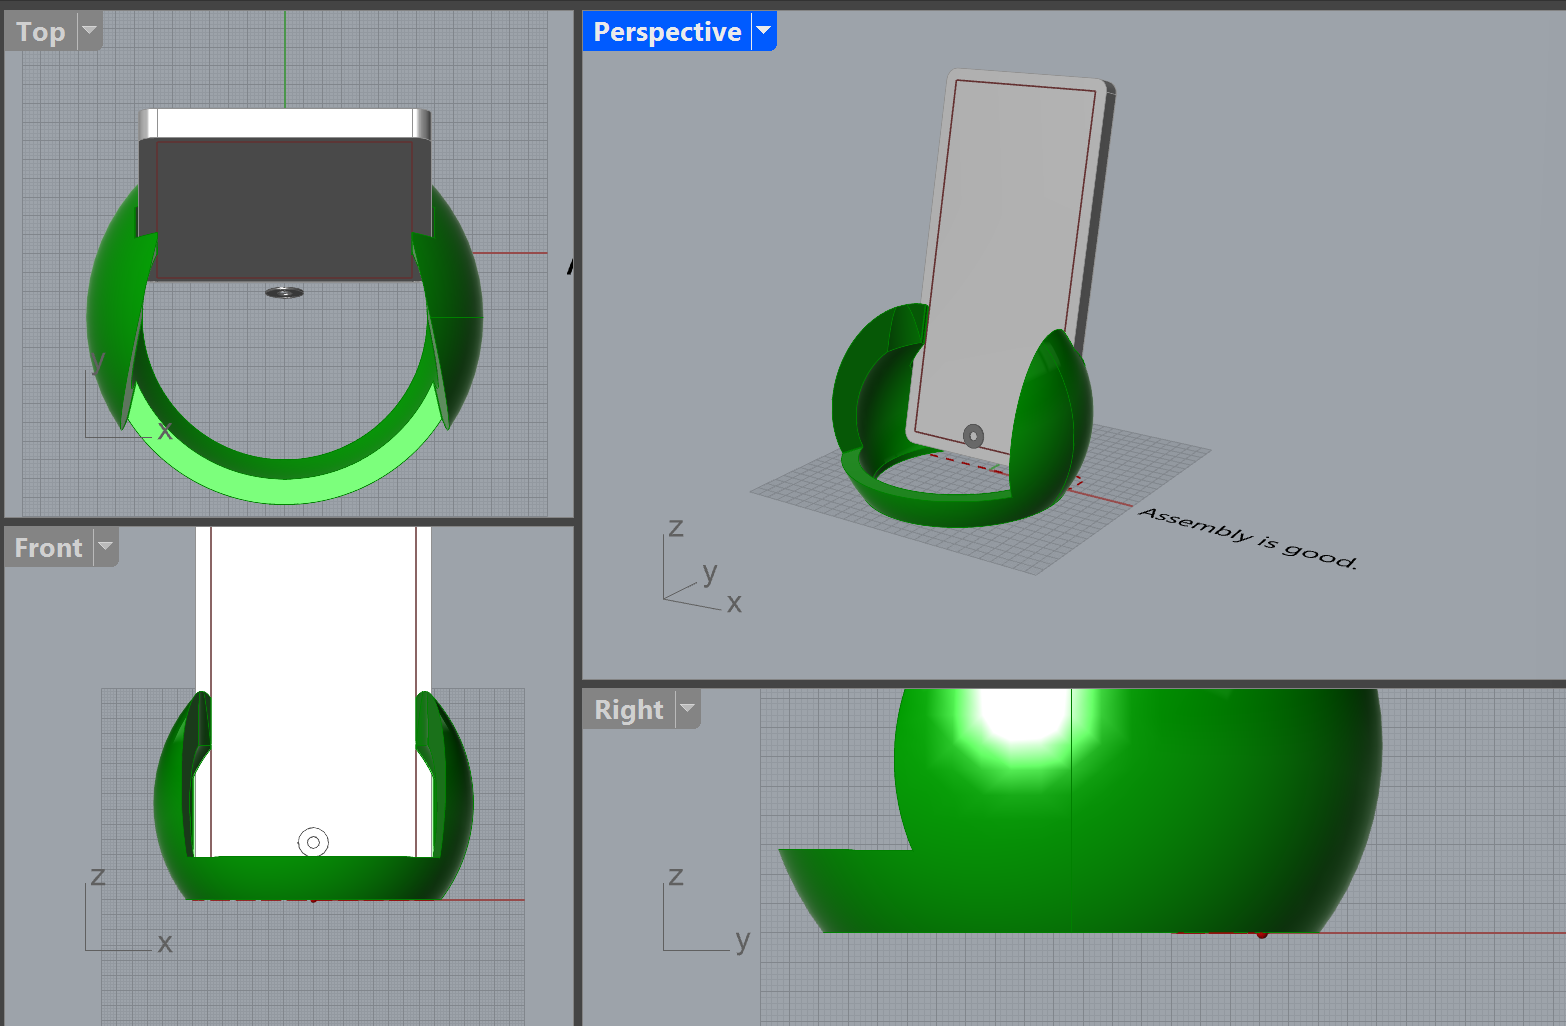 Top
Perspective
y
x
Assembly is good.
z
y
x
Front
z
x
Right
z
y